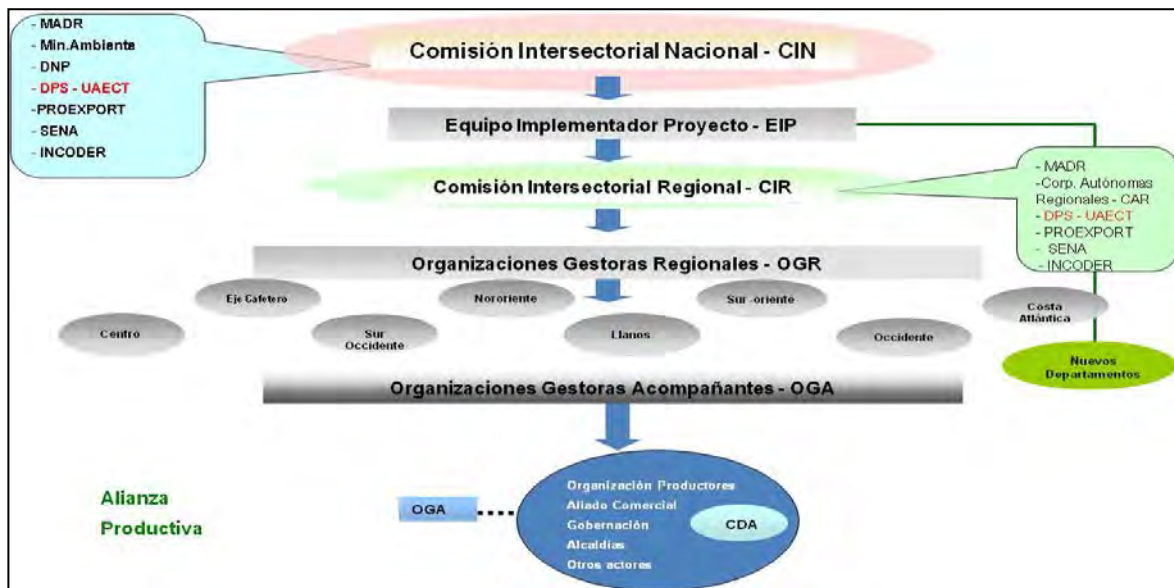 - MADR
- Min.Ambiente
- DNP
- DPS - UAECT
-PROEXPORT
- SENA
- INCODER
Comisión Intersectorial Nacional - CIN
Equipo Implementador Proyecto - EIP
Comisión Intersectorial Regional - CIR
- MADR
-Corp. Autónomas
Regionales - CAR
- DPS - UAECT
- PROEXPORT
- SENA
- INCODER
Organizaciones Gestoras Regionales - OGR
Eje Cafetero
Nororiente
Sur -oriente
Costa
Atlántica
Centro
Sur
Occidente
Llanos
Occidente
Nuevos
Departamentos
Organizaciones Gestoras Acompañantes - OGA
Alianza
Productiva
OGA
Organización Productores
Aliado Comercial
Gobernación
Alcaldías
Otros actores
CDA